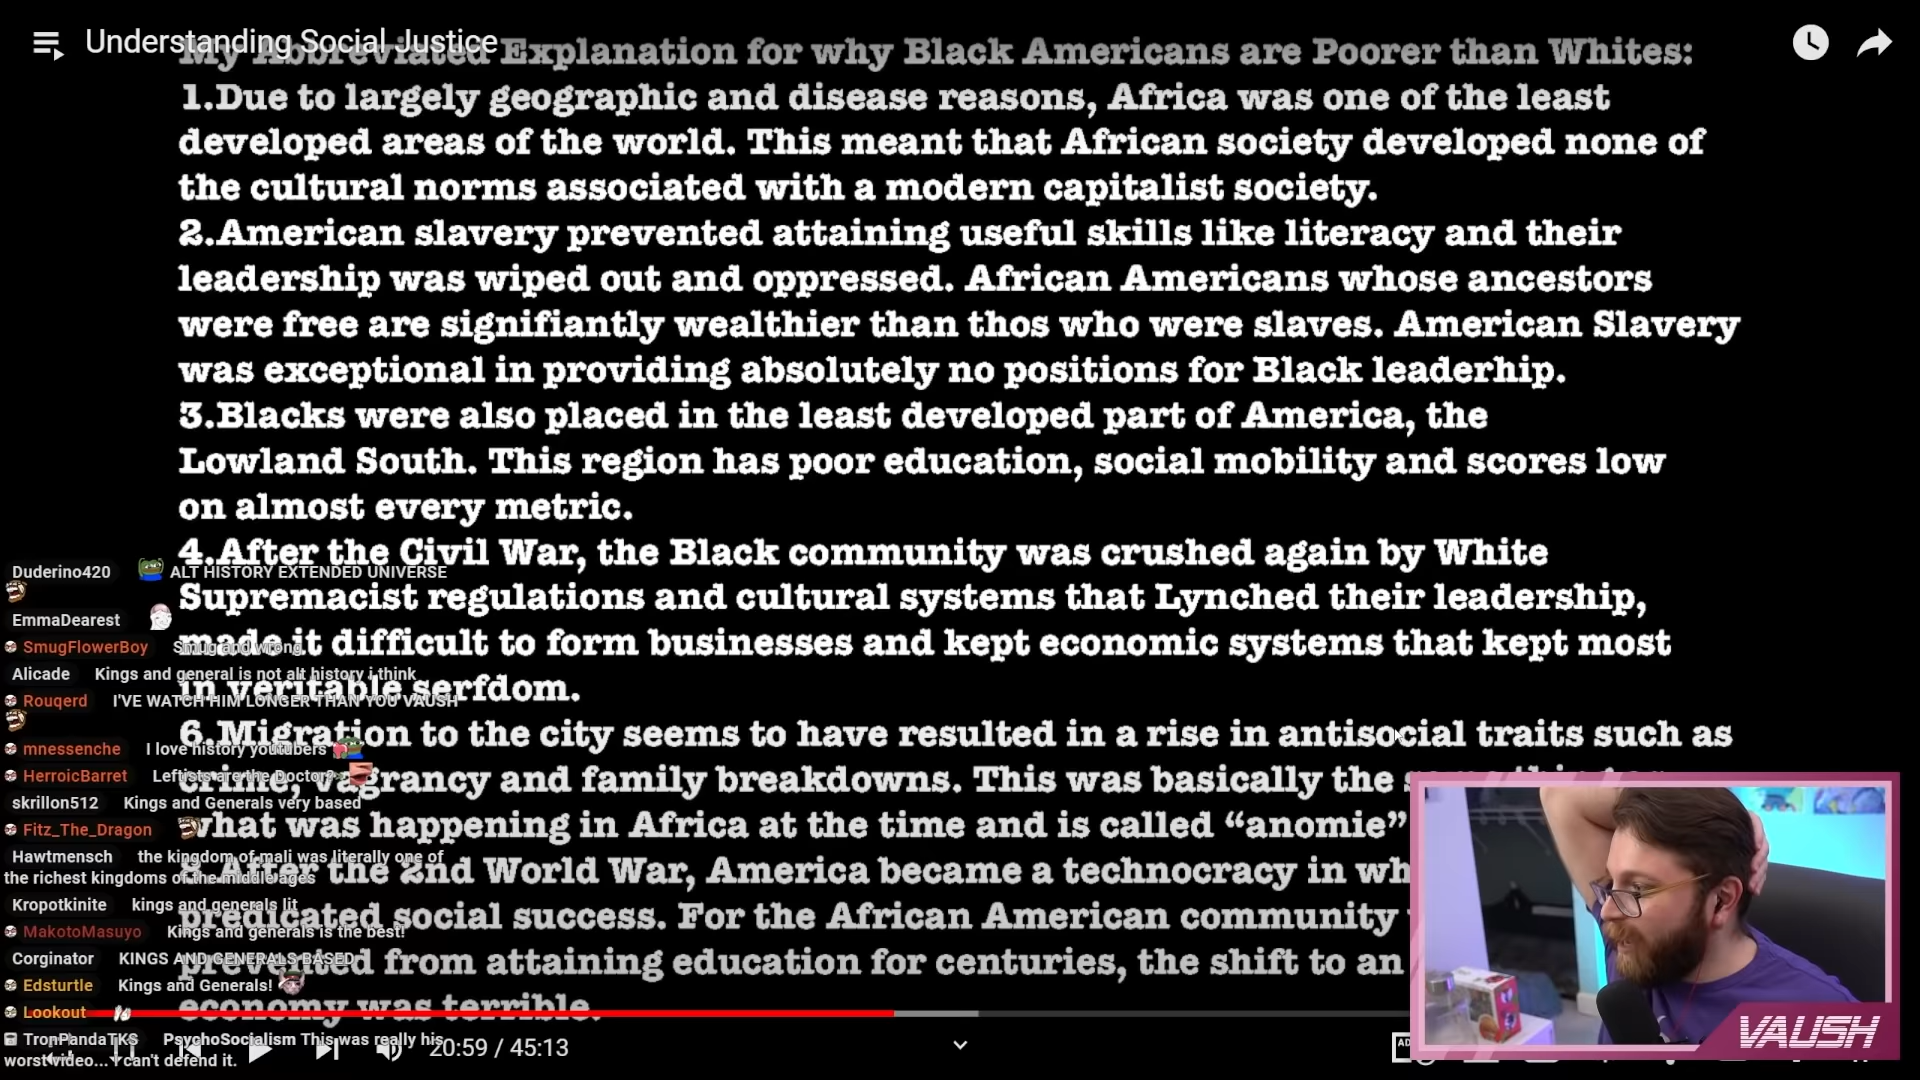 Understanding Social Justice
My Abbreviated Explanation for why Black Americans are Poorer than Whites:
1.Due to largely geographic and disease reasons, Africa was one of the least
developed areas of the world. This meant that African society developed none of
the cultural norms associated with a modern capitalist society.
2.American slavery prevented attaining useful skills like literacy and their
leadership was wiped out and oppressed. African Americans whose ancestors
were free are signifiantly wealthier than thos who were slaves. American Slavery
was exceptional in providing absolutely no positions for Black leaderhip.
3.Blacks were also placed in the least developed part of America, the
Lowland South. This region has poor education, social mobility and scores low
on almost every metric.
4.After the Civil War, the Black community was crushed again by White
Supremacist regulations and cultural systems that Lynched their leadership,
made it difficult to form businesses and kept economic systems that kept most
in veritable serfdom.
6.Migration to the city seems to have resulted in a rise in antisocial traits such as
crime, vagrancy and family breakdowns. This was basically the
what was happening in Africa at the time and is called “anomie”
8.After the 2nd World War, America became a technocracy in wh
predicated social success. For the African American community
prevented from attaining education for centuries, the shift to an
economy was terrible.
Duderino420 ALT HISTORY EXTENDED UNIVERSE
EmmaDearest
SmugFlowerBoy Smug and wrong
Alicade Kings and general is not alt history i think
Rouqerd I'VE WATCH HIM LONGER THAN YOU VAUSH
mnessenche I love history youtubers
HerroicBarret Leftists are the Doctor?
skrillon512 Kings and Generals very based
Fitz_The_Dragon
Hawtmensch the kingdom of mali was literally one of
the richest kingdoms of the middle ages
Kropotkinite kings and generals lit
MakotoMasuyo Kings and generals is the best!
Corginator KINGS AND GENERALS BASED
Edsturtle Kings and Generals!
Lookout
TronPandaTKS PsychoSocialism This was really his
worst video... I can't defend it.
20:59 / 45:13
AD
VAUSH